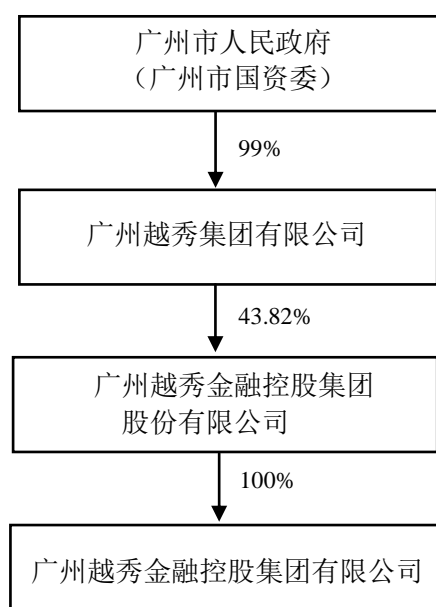 广州市人民政府
（广州市国资委）
99%
广州越秀集团有限公司
43.82%
广州越秀金融控股集团
股份有限公司
100%
广州越秀金融控股集团有限公司